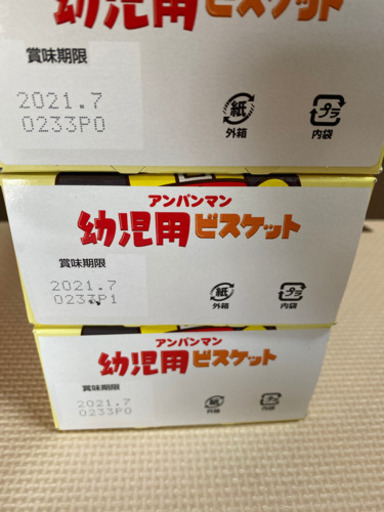 幼児用ビスケット
賞味期限
2021.7
0233P0
紙
外箱
プラ
内袋
アンパンマン
幼児用ビスケット
賞味期限
2021.7
0233P1
紙
外箱
プラ
内袋
アンパンマン
幼児用ビスケット
賞味期限
2021.7
0233P0
紙
外箱
プラ
内袋